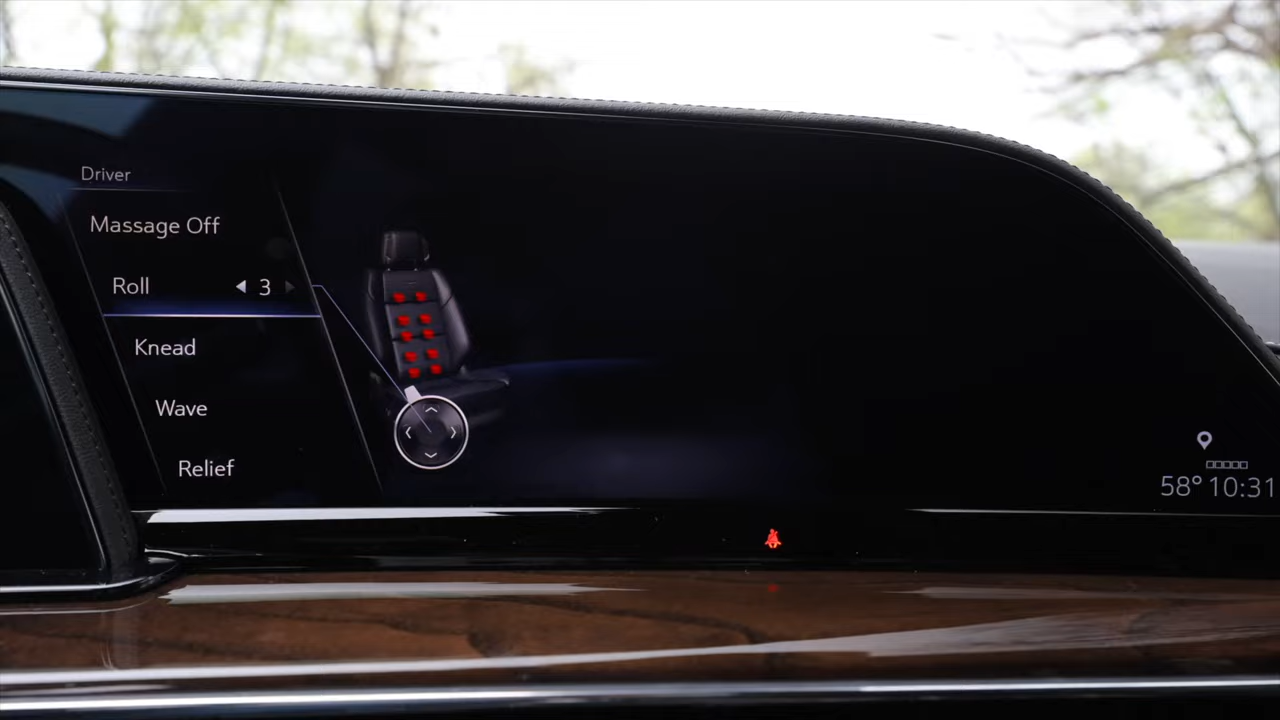 Driver
Massage Off
Roll 3
Knead
Wave
Relief
58° 10:31